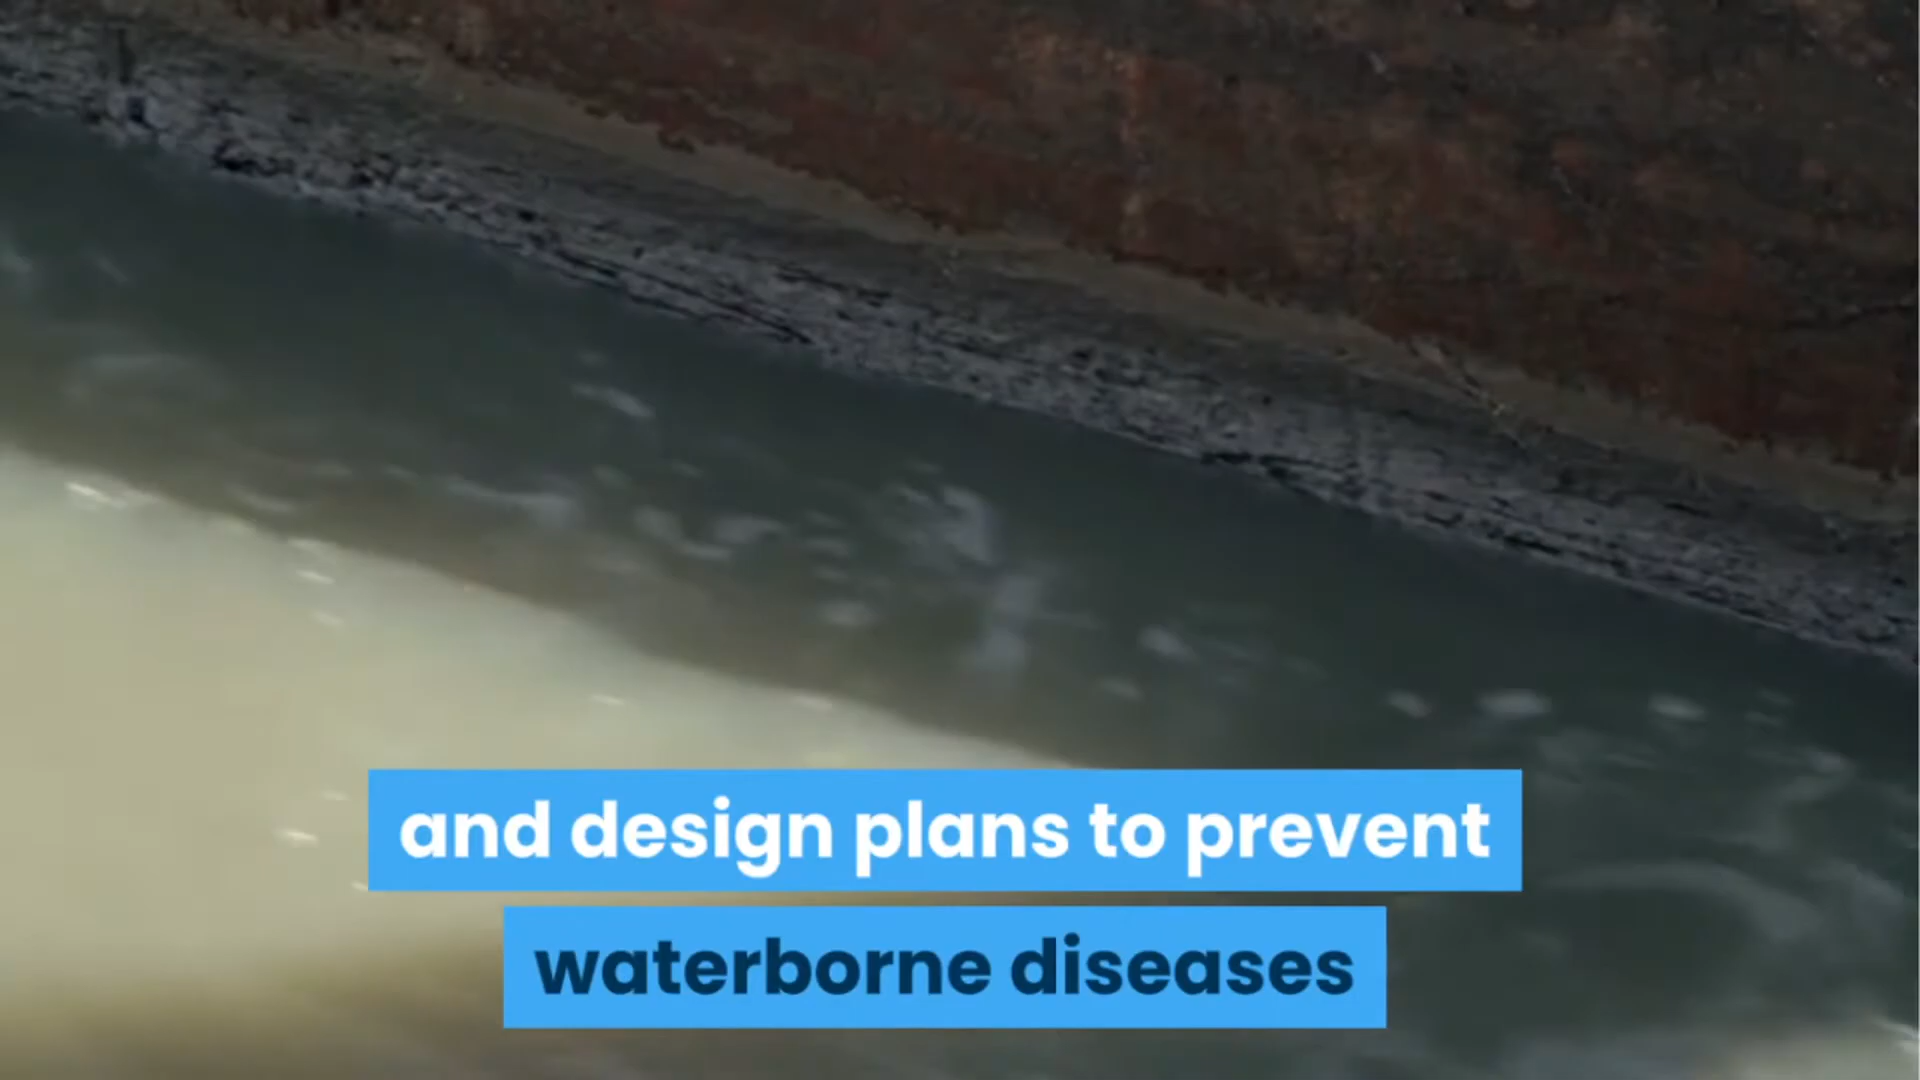 and design plans to prevent
waterborne diseases